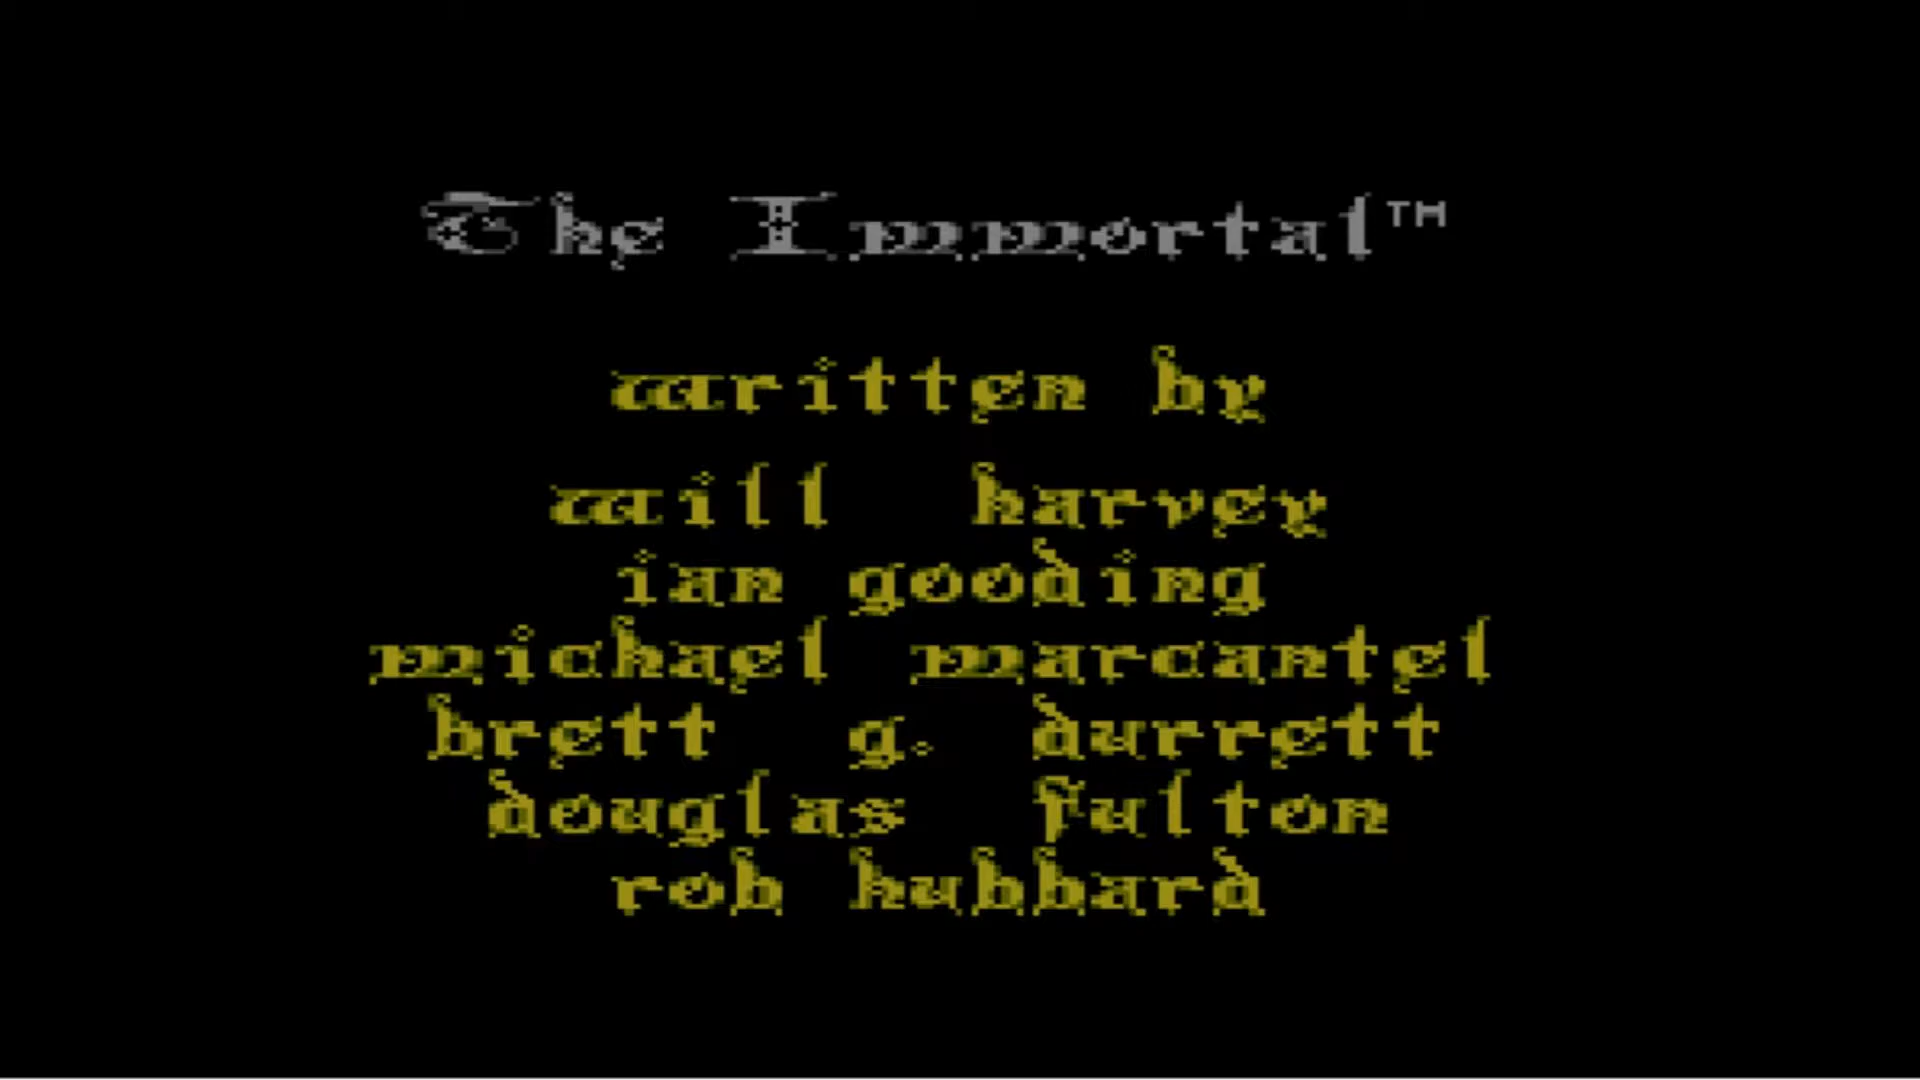 The Immortal™
written by
will harvey
ian gooding
michael marcantel
brett g. durrett
douglas fulton
rob hubbard